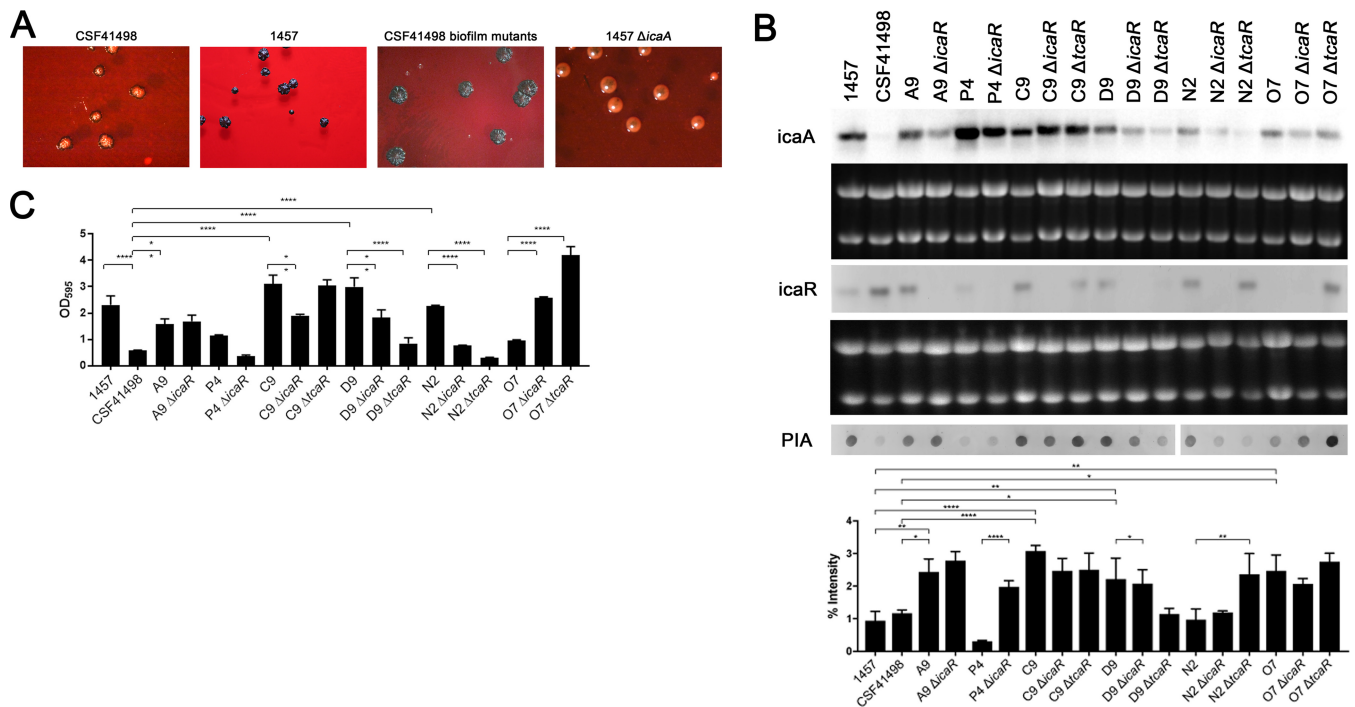 A
CSF41498
1457
CSF41498 biofilm mutants
1457 ΔicaA
B
1457
CSF41498
A9
A9 ΔicaR
P4
P4 ΔicaR
C9
C9 ΔicaR
C9 ΔtcaR
D9
D9 ΔicaR
D9 ΔtcaR
N2
N2 ΔicaR
N2 ΔtcaR
O7
O7 ΔicaR
O7 ΔtcaR
icaA
icaR
PIA
**
*
**
*
****
****
**
*
****
*
**
% Intensity
4
3
2
1
0
1457
CSF41498
A9
A9 ΔicaR
P4
P4 ΔicaR
C9
C9 ΔicaR
C9 ΔtcaR
D9
D9 ΔicaR
D9 ΔtcaR
N2
N2 ΔicaR
N2 ΔtcaR
O7
O7 ΔicaR
O7 ΔtcaR
C
****
****
****
****
*
*
*
*
*
*
****
****
****
****
****
OD595
5
4
3
2
1
0
1457
CSF41498
A9
A9 ΔicaR
P4
P4 ΔicaR
C9
C9 ΔicaR
C9 ΔtcaR
D9
D9 ΔicaR
D9 ΔtcaR
N2
N2 ΔicaR
N2 ΔtcaR
O7
O7 ΔicaR
O7 ΔtcaR